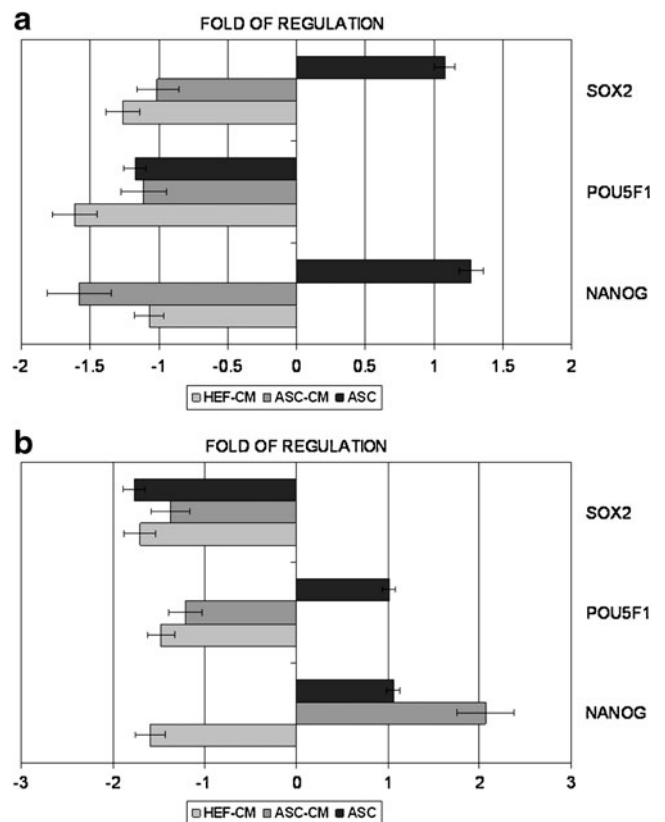 a
FOLD OF REGULATION
SOX2
POU5F1
NANOG
-2 -1.5 -1 -0.5 0 0.5 1 1.5 2
HEF-CM ASC-CM ASC
b
FOLD OF REGULATION
SOX2
POU5F1
NANOG
-3 -2 -1 0 1 2 3
HEF-CM ASC-CM ASC